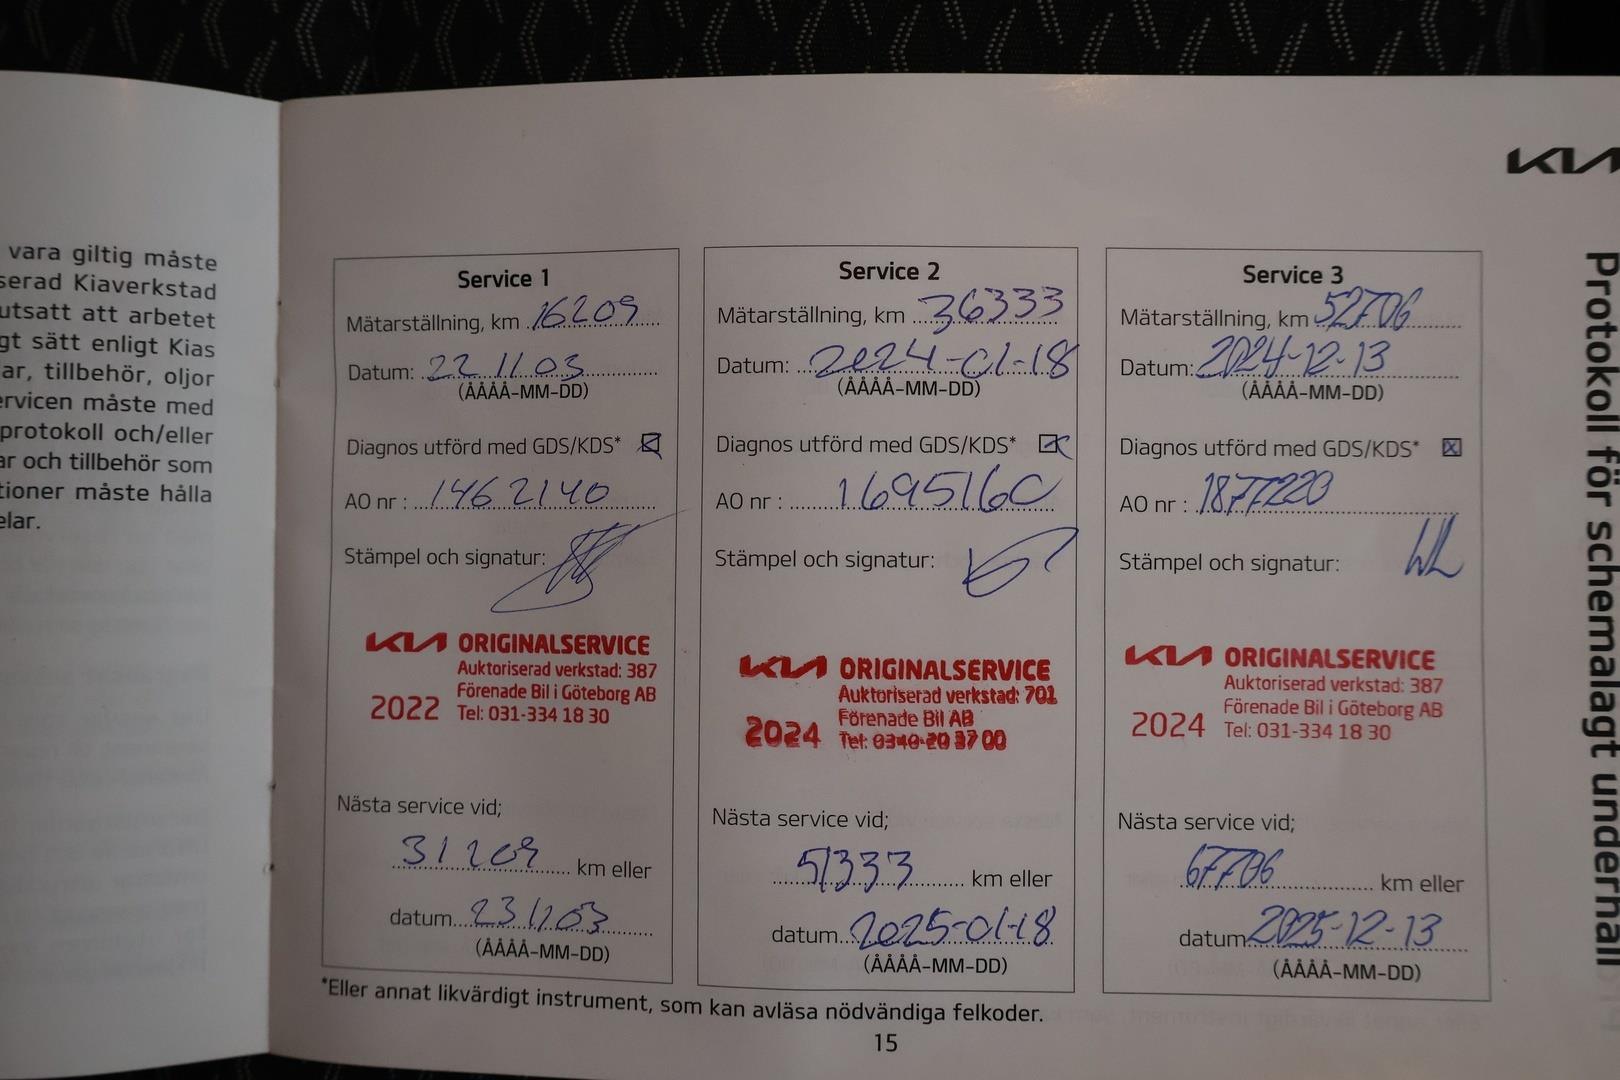 vara giltig måste
serad Kiaverkstad
utsatt att arbetet
gt sätt enligt Kias
ar, tillbehör, oljor
ervicen måste med
protokoll och/eller
ar och tillbehör som
tioner måste hålla
elar.
KIA
Protokoll för schemalagt underhåll
Service 1
Mätarställning, km 16209
Datum: 22 11 03
(ÅÅÅÅ-MM-DD)
Diagnos utförd med GDS/KDS*
AO nr : 1462140
Stämpel och signatur:
KIA ORIGINALSERVICE
Auktoriserad verkstad: 387
Förenade Bil i Göteborg AB
2022 Tel: 031-334 18 30
Nästa service vid;
31209 km eller
datum 231103
(ÅÅÅÅ-MM-DD)
Service 2
Mätarställning, km 36333
Datum: 2024-01-18
(ÅÅÅÅ-MM-DD)
Diagnos utförd med GDS/KDS*
AO nr : 1695160
Stämpel och signatur:
KIA ORIGINALSERVICE
Auktoriserad verkstad: 701
Förenade Bil AB
2024 Tel: 0340-20 37 00
Nästa service vid;
51333 km eller
datum 2025-01-18
(ÅÅÅÅ-MM-DD)
Service 3
Mätarställning, km 52706
Datum: 2024-12-13
(ÅÅÅÅ-MM-DD)
Diagnos utförd med GDS/KDS*
AO nr : 1877220
Stämpel och signatur:
KIA ORIGINALSERVICE
Auktoriserad verkstad: 387
Förenade Bil i Göteborg AB
2024 Tel: 031-334 18 30
Nästa service vid;
67706 km eller
datum 2025-12-13
(ÅÅÅÅ-MM-DD)
*Eller annat likvärdigt instrument, som kan avläsa nödvändiga felkoder.
15